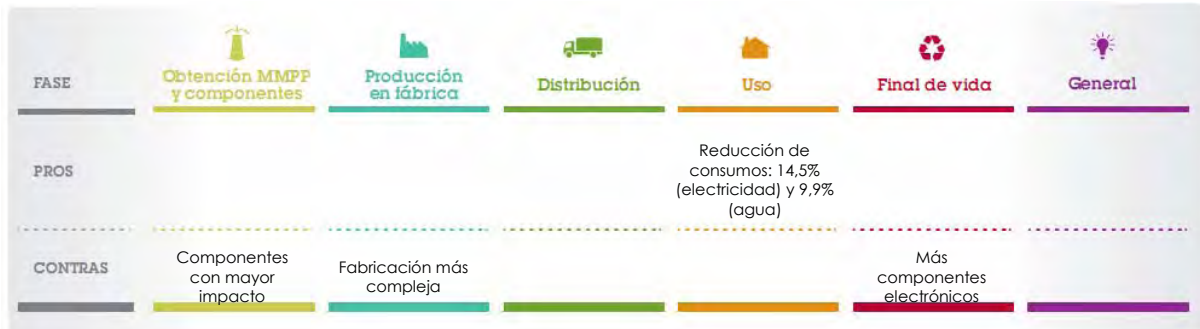 FASE
Obtención MMPP
y componentes
Producción
en fábrica
Distribución
Uso
Final de vida
General
PROS
Reducción de
consumos: 14,5%
(electricidad) y 9,9%
(agua)
CONTRAS
Componentes
con mayor
impacto
Fabricación más
compleja
Más
componentes
electrónicos